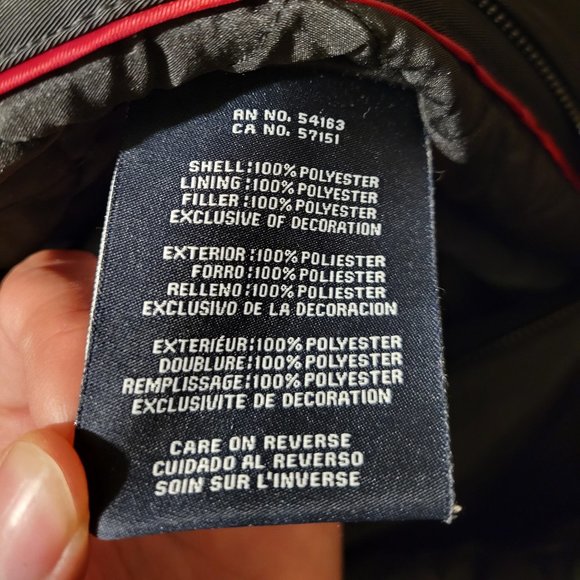 RN NO. 54163
CA NO. 57151
SHELL:100% POLYESTER
LINING:100% POLYESTER
FILLER:100% POLYESTER
EXCLUSIVE OF DECORATION
EXTERIOR:100% POLIESTER
FORRO:100% POLIÉSTER
RELLENO:100% POLIESTER
EXCLUSIVO DE LA DECORACION
EXTERIÉUR:100% POLYESTER
DOUBLURE:100% POLYESTER
REMPLISSAGE:100% POLYESTER
EXCLUSIVITE DE DECORATION
CARE ON REVERSE
CUIDADO AL REVERSO
SOIN SUR L'INVERSE